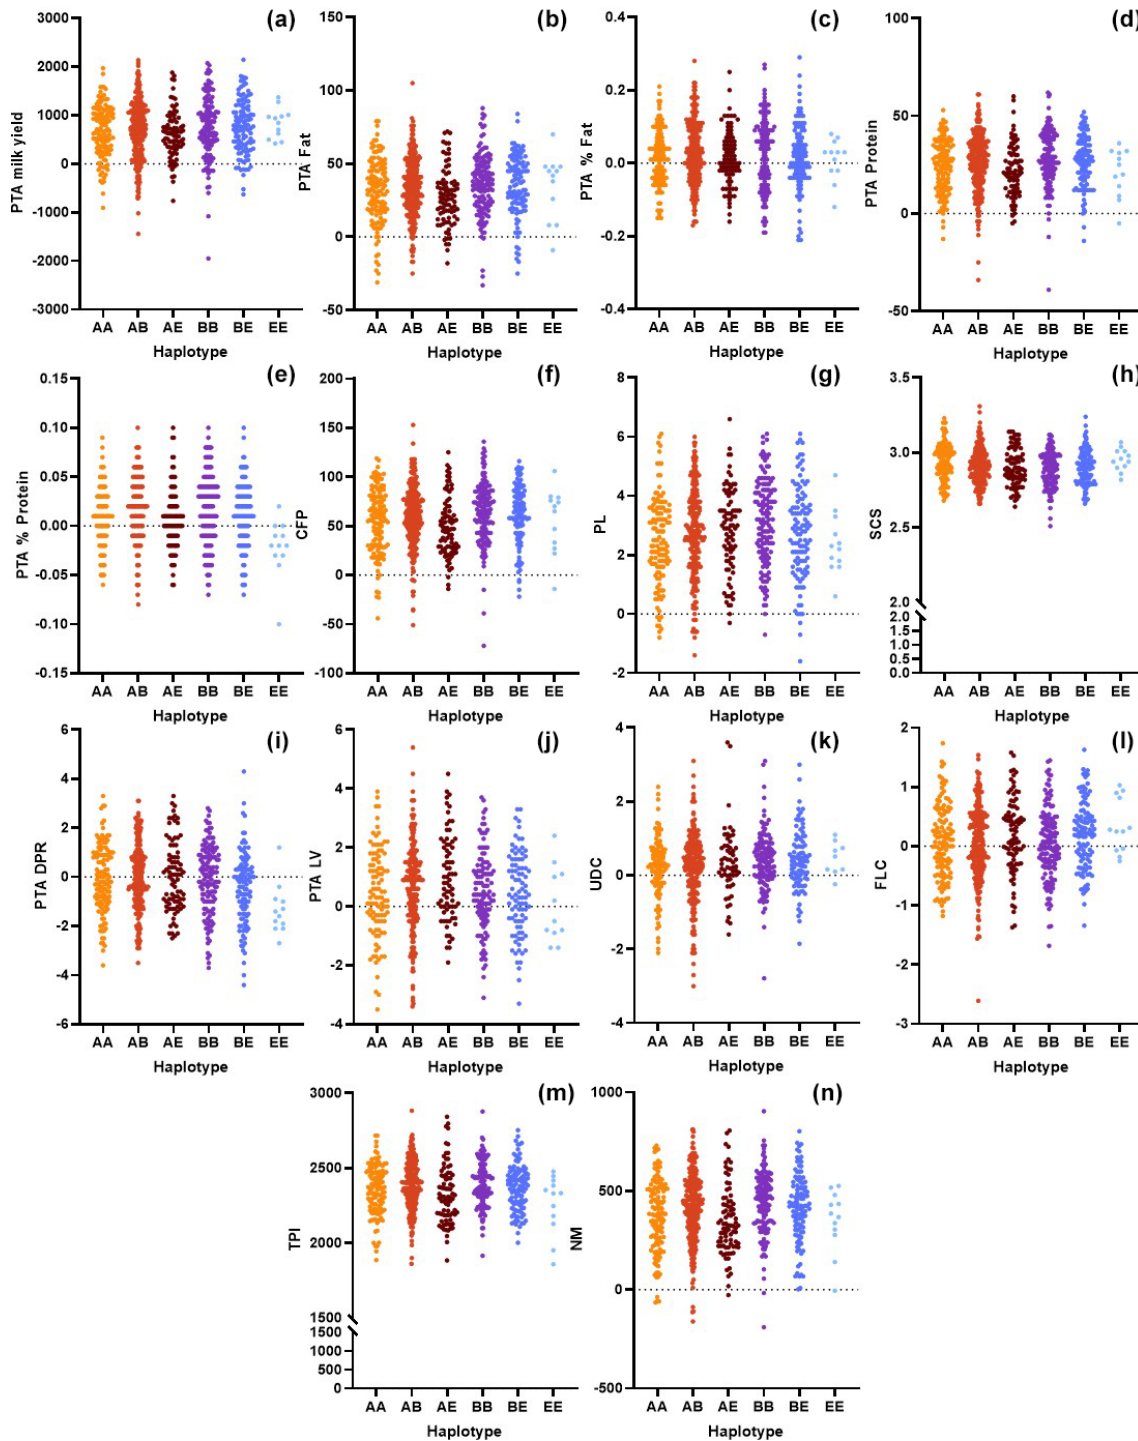 (a)
PTA milk yield
3000
2000
1000
0
-1000
-2000
-3000
AA AB AE BB BE EE
Haplotype
(b)
PTA Fat
150
100
50
0
-50
AA AB AE BB BE EE
Haplotype
(c)
PTA % Fat
0.4
0.2
0.0
0.2
0.4
AA AB AE BB BE EE
Haplotype
(d)
PTA Protein
100
50
0
-50
AA AB AE BB BE EE
Haplotype
(e)
PTA % Protein
0.15
0.10
0.05
0.00
-0.05
-0.10
-0.15
AA AB AE BB BE EE
Haplotype
(f)
CFP
200
150
100
50
0
-50
-100
AA AB AE BB BE EE
Haplotype
(g)
PL
8
6
4
2
0
-2
AA AB AE BB BE EE
Haplotype
(h)
SCS
3.5
3.0
2.5
2.0
2.0
1.5
1.0
0.5
0.0
AA AB AE BB BE EE
Haplotype
(i)
PTA DPR
6
4
2
0
-2
-4
-6
AA AB AE BB BE EE
Haplotype
(j)
PTA LV
6
4
2
0
-2
-4
AA AB AE BB BE EE
Haplotype
(k)
UDC
4
2
0
-2
-4
AA AB AE BB BE EE
Haplotype
(l)
FLC
2
1
0
-1
-2
-3
AA AB AE BB BE EE
Haplotype
(m)
TPI
3000
2500
2000
1500
1500
1000
500
0
AA AB AE BB BE EE
Haplotype
(n)
NM
1000
500
0
-500
AA AB AE BB BE EE
Haplotype